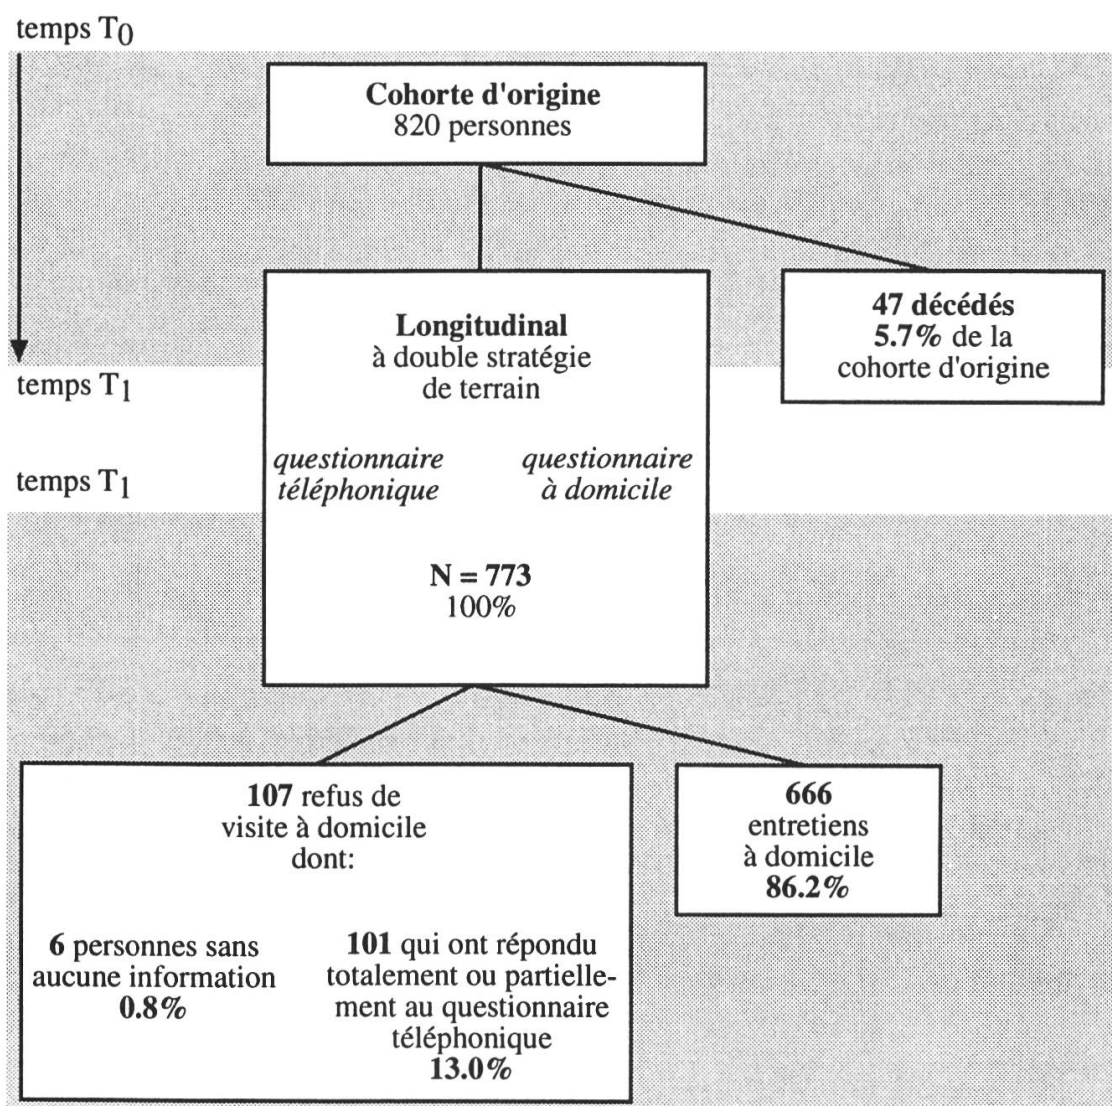 temps T0
Cohorte d'origine
820 personnes
47 décédés
5.7% de la
cohorte d'origine
Longitudinal
à double stratégie
de terrain
temps T1
questionnaire
téléphonique
questionnaire
à domicile
temps T1
N = 773
100%
107 refus de
visite à domicile
dont:
6 personnes sans
aucune information
0.8%
101 qui ont répondu
totalement ou partielle-
ment au questionnaire
téléphonique
13.0%
666
entretiens
à domicile
86.2%